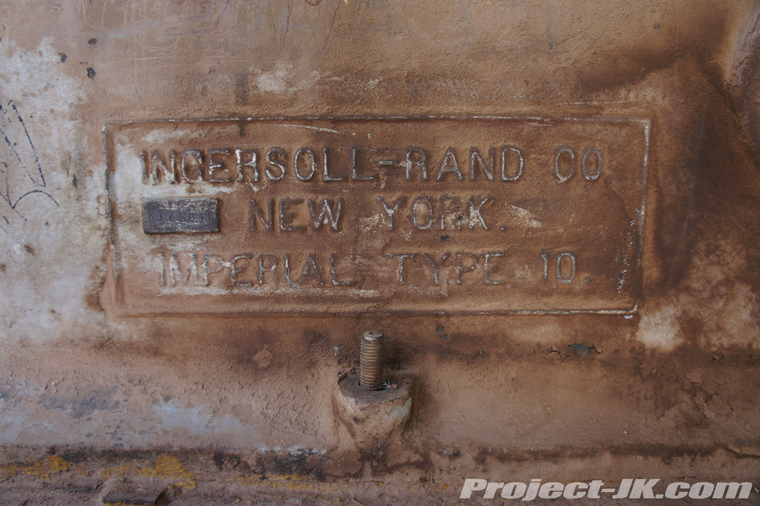 INGERSOLL-RAND CO.
NEW YORK.
IMPERIAL TYPE 10.
Project-JK.com